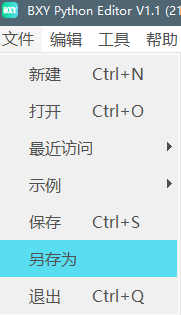 BXY BXY Python Editor V1.1 (21
文件 编辑 工具 帮助
新建 Ctrl+N
打开 Ctrl+O
最近访问
示例
保存 Ctrl+S
另存为
退出 Ctrl+Q